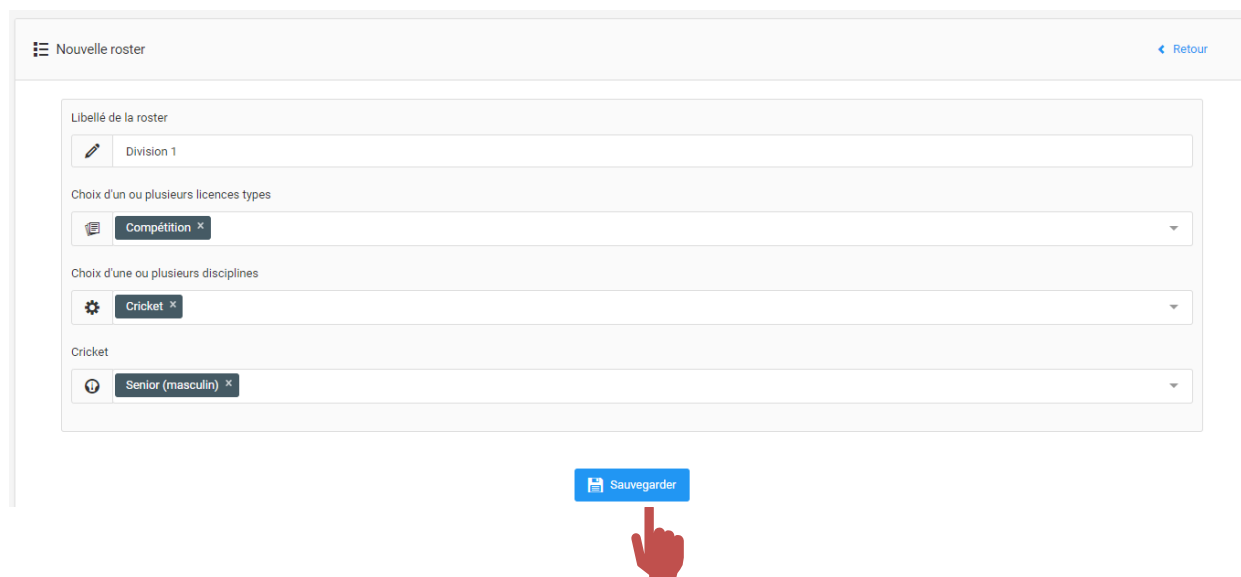 Nouvelle roster
Retour
Libellé de la roster
Division 1
Choix d'un ou plusieurs licences types
Compétition ×
Choix d'une ou plusieurs disciplines
Cricket ×
Cricket
Senior (masculin) ×
Sauvegarder